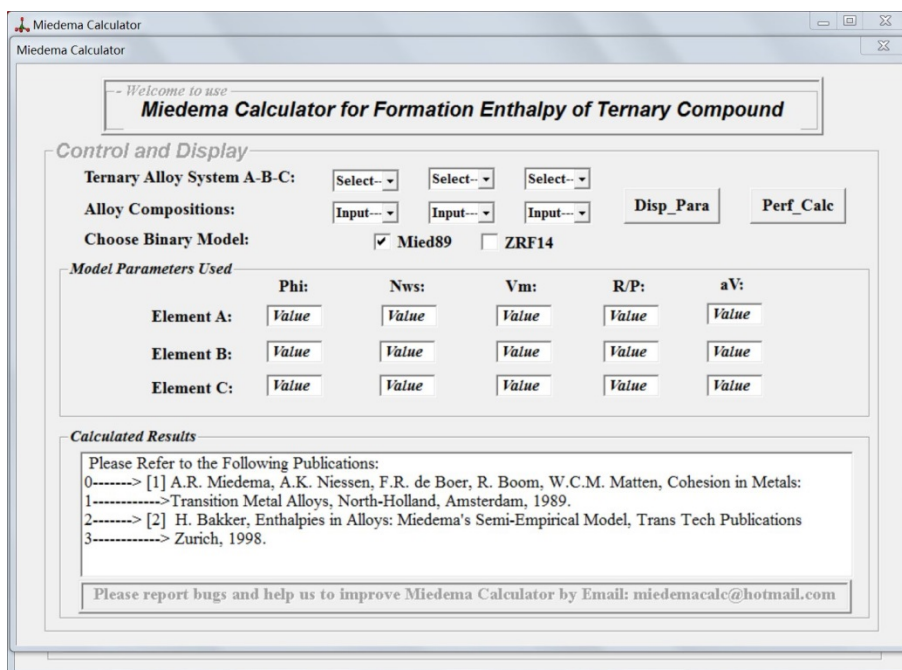 Miedema Calculator
Miedema Calculator
- Welcome to use
Miedema Calculator for Formation Enthalpy of Ternary Compound
Control and Display
Ternary Alloy System A-B-C: Select-- Select-- Select--
Alloy Compositions: Input--- Input--- Input--- Disp_Para Perf_Calc
Choose Binary Model: Mied89 ZRF14
Model Parameters Used
Phi: Nws: Vm: R/P: aV:
Element A: Value Value Value Value Value
Element B: Value Value Value Value Value
Element C: Value Value Value Value Value
Calculated Results
Please Refer to the Following Publications:
0-------> [1] A.R. Miedema, A.K. Niessen, F.R. de Boer, R. Boom, W.C.M. Matten, Cohesion in Metals:
1------------>Transition Metal Alloys, North-Holland, Amsterdam, 1989.
2-------> [2] H. Bakker, Enthalpies in Alloys: Miedema's Semi-Empirical Model, Trans Tech Publications
3------------> Zurich, 1998.
Please report bugs and help us to improve Miedema Calculator by Email: miedemacalc@hotmail.com